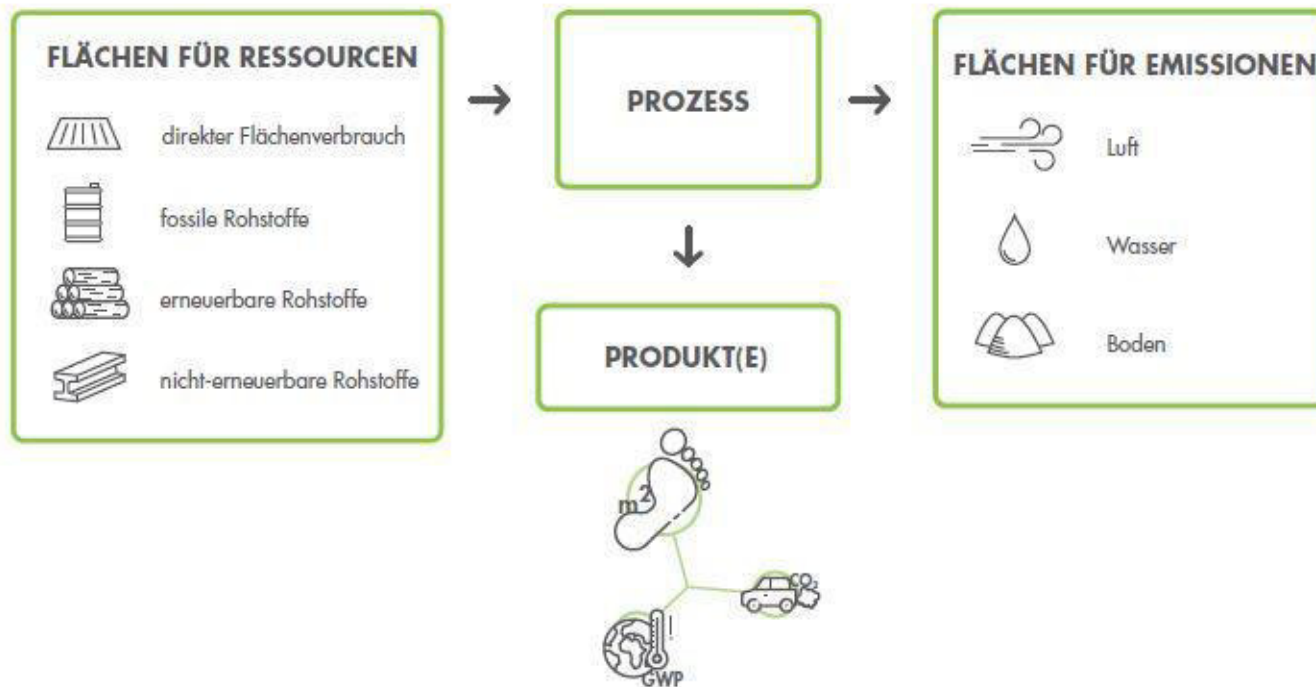 FLÄCHEN FÜR RESSOURCEN
direkter Flächenverbrauch
fossile Rohstoffe
erneuerbare Rohstoffe
nicht-erneuerbare Rohstoffe
PROZESS
PRODUKT(E)
m²
CO₂
GWP
FLÄCHEN FÜR EMISSIONEN
Luft
Wasser
Boden